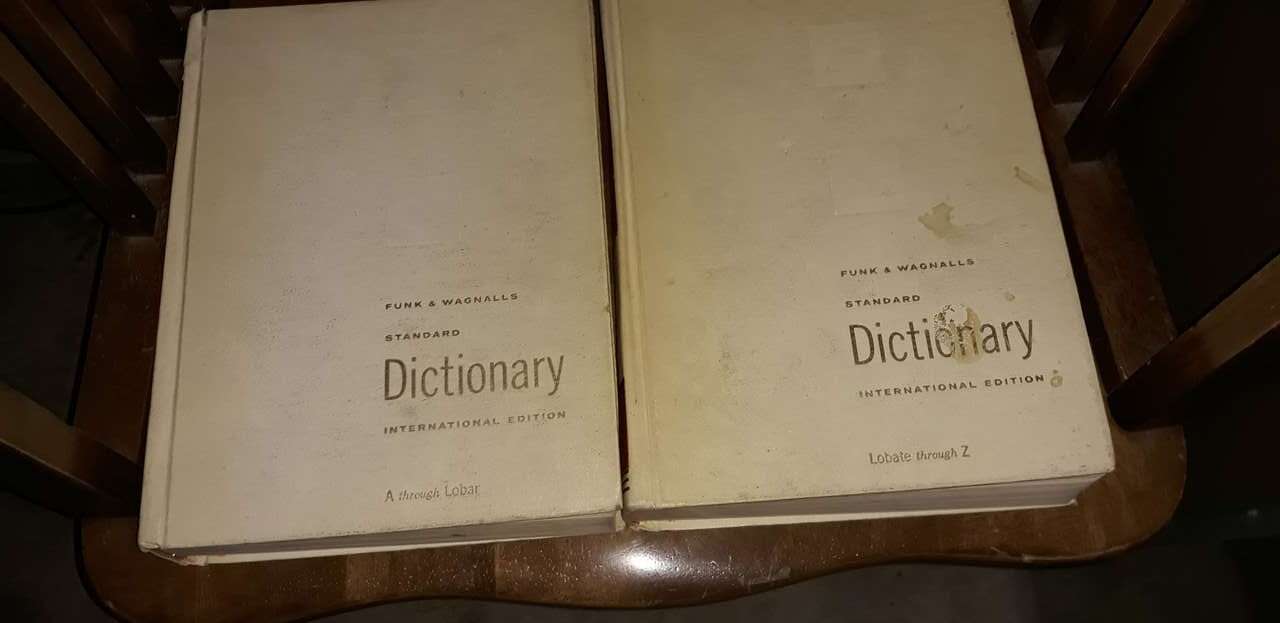 FUNK & WAGNALLS
STANDARD
Dictionary
INTERNATIONAL EDITION
A through Lobar
FUNK & WAGNALLS
STANDARD
Dictionary
INTERNATIONAL EDITION
Lobate through Z